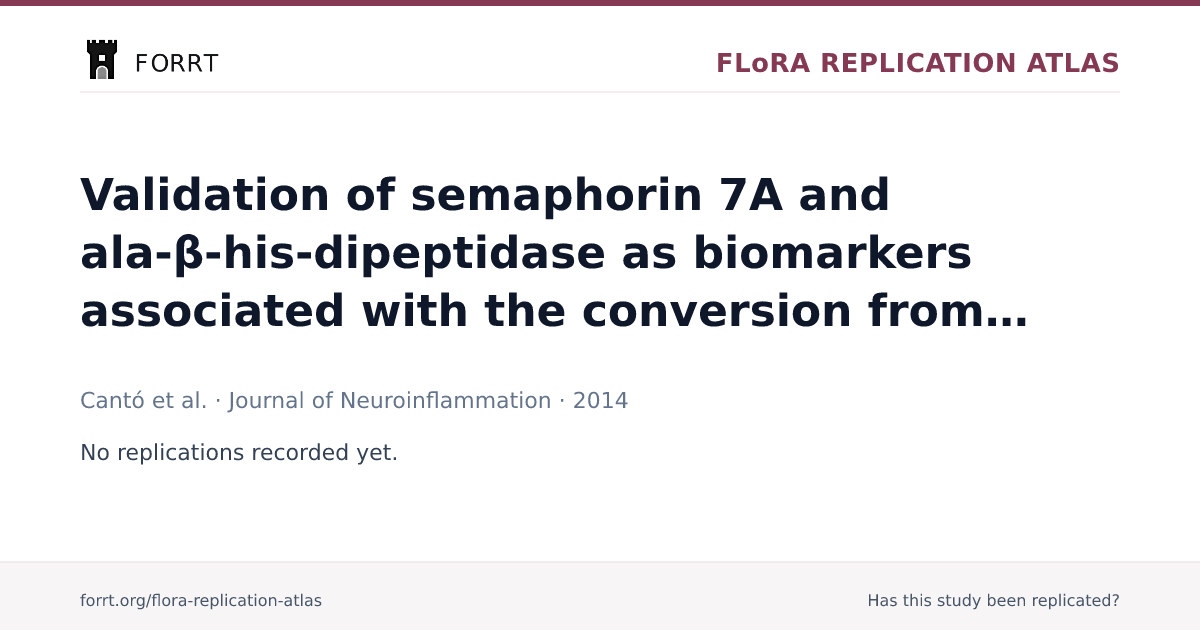 FORRT
FLoRA REPLICATION ATLAS
Validation of semaphorin 7A and
ala-β-his-dipeptidase as biomarkers
associated with the conversion from…
Cantó et al. · Journal of Neuroinflammation · 2014
No replications recorded yet.
forrt.org/flora-replication-atlas
Has this study been replicated?